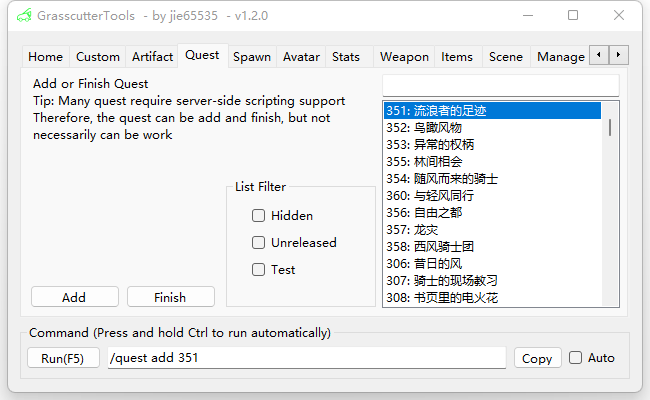 GrasscutterTools - by jie65535 - v1.2.0
Home Custom Artifact Quest Spawn Avatar Stats Weapon Items Scene Manage
Add or Finish Quest
Tip: Many quest require server-side scripting support
Therefore, the quest can be add and finish, but not
necessarily can be work
List Filter
Hidden
Unreleased
Test
Add Finish
351: 流浪者的足迹
352: 鸟瞰风物
353: 异常的权柄
355: 林间相会
354: 随风而来的骑士
360: 与轻风同行
356: 自由之都
357: 龙灾
358: 西风骑士团
306: 昔日的风
307: 骑士的现场教习
308: 书页里的电火花
Command (Press and hold Ctrl to run automatically)
Run(F5) /quest add 351 Copy Auto